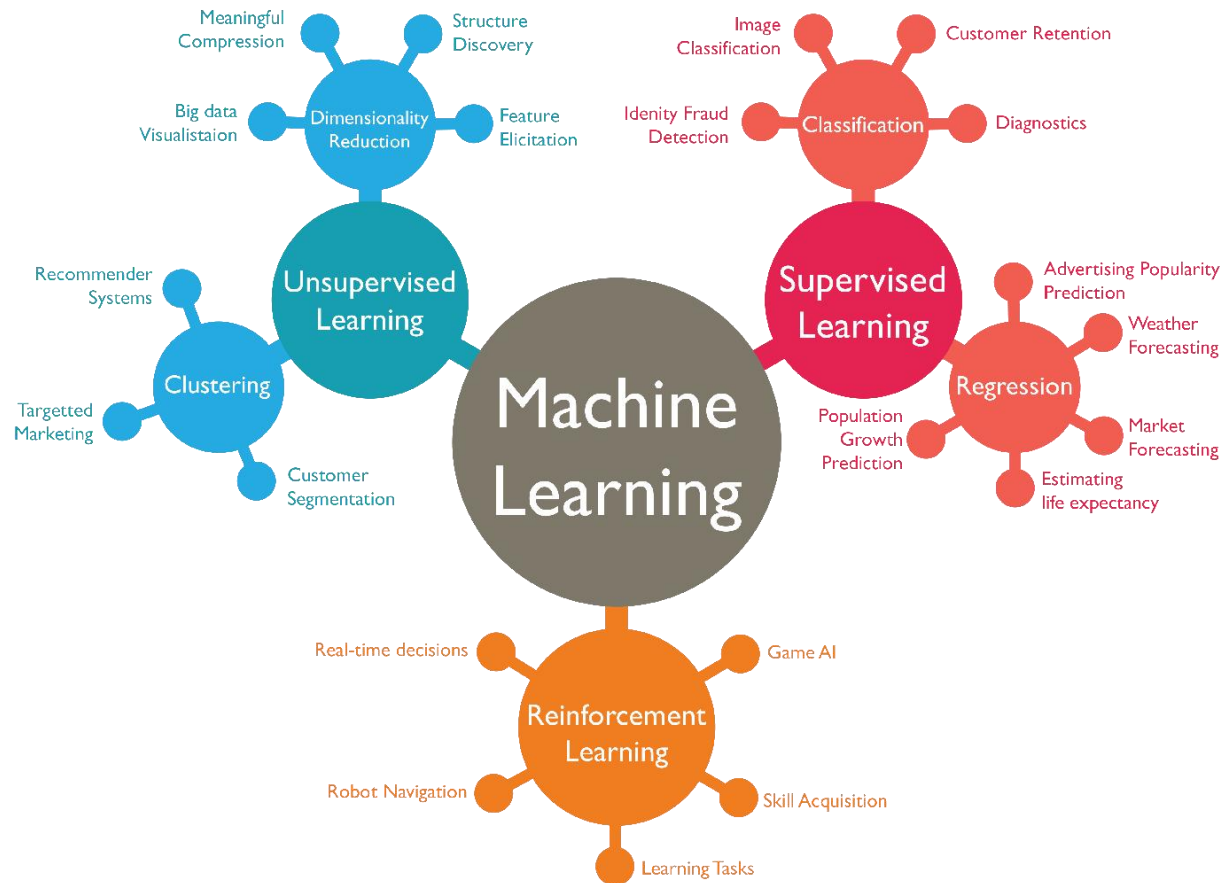 Meaningful
Compression
Structure
Discovery
Big data
Visualistaion
Dimensionality
Reduction
Feature
Elicitation
Unsupervised
Learning
Recommender
Systems
Clustering
Targetted
Marketing
Customer
Segmentation
Image
Classification
Customer Retention
Idenity Fraud
Detection
Classification
Diagnostics
Supervised
Learning
Advertising Popularity
Prediction
Weather
Forecasting
Regression
Population
Growth
Prediction
Market
Forecasting
Estimating
life expectancy
Machine
Learning
Real-time decisions
Game AI
Reinforcement
Learning
Robot Navigation
Skill Acquisition
Learning Tasks